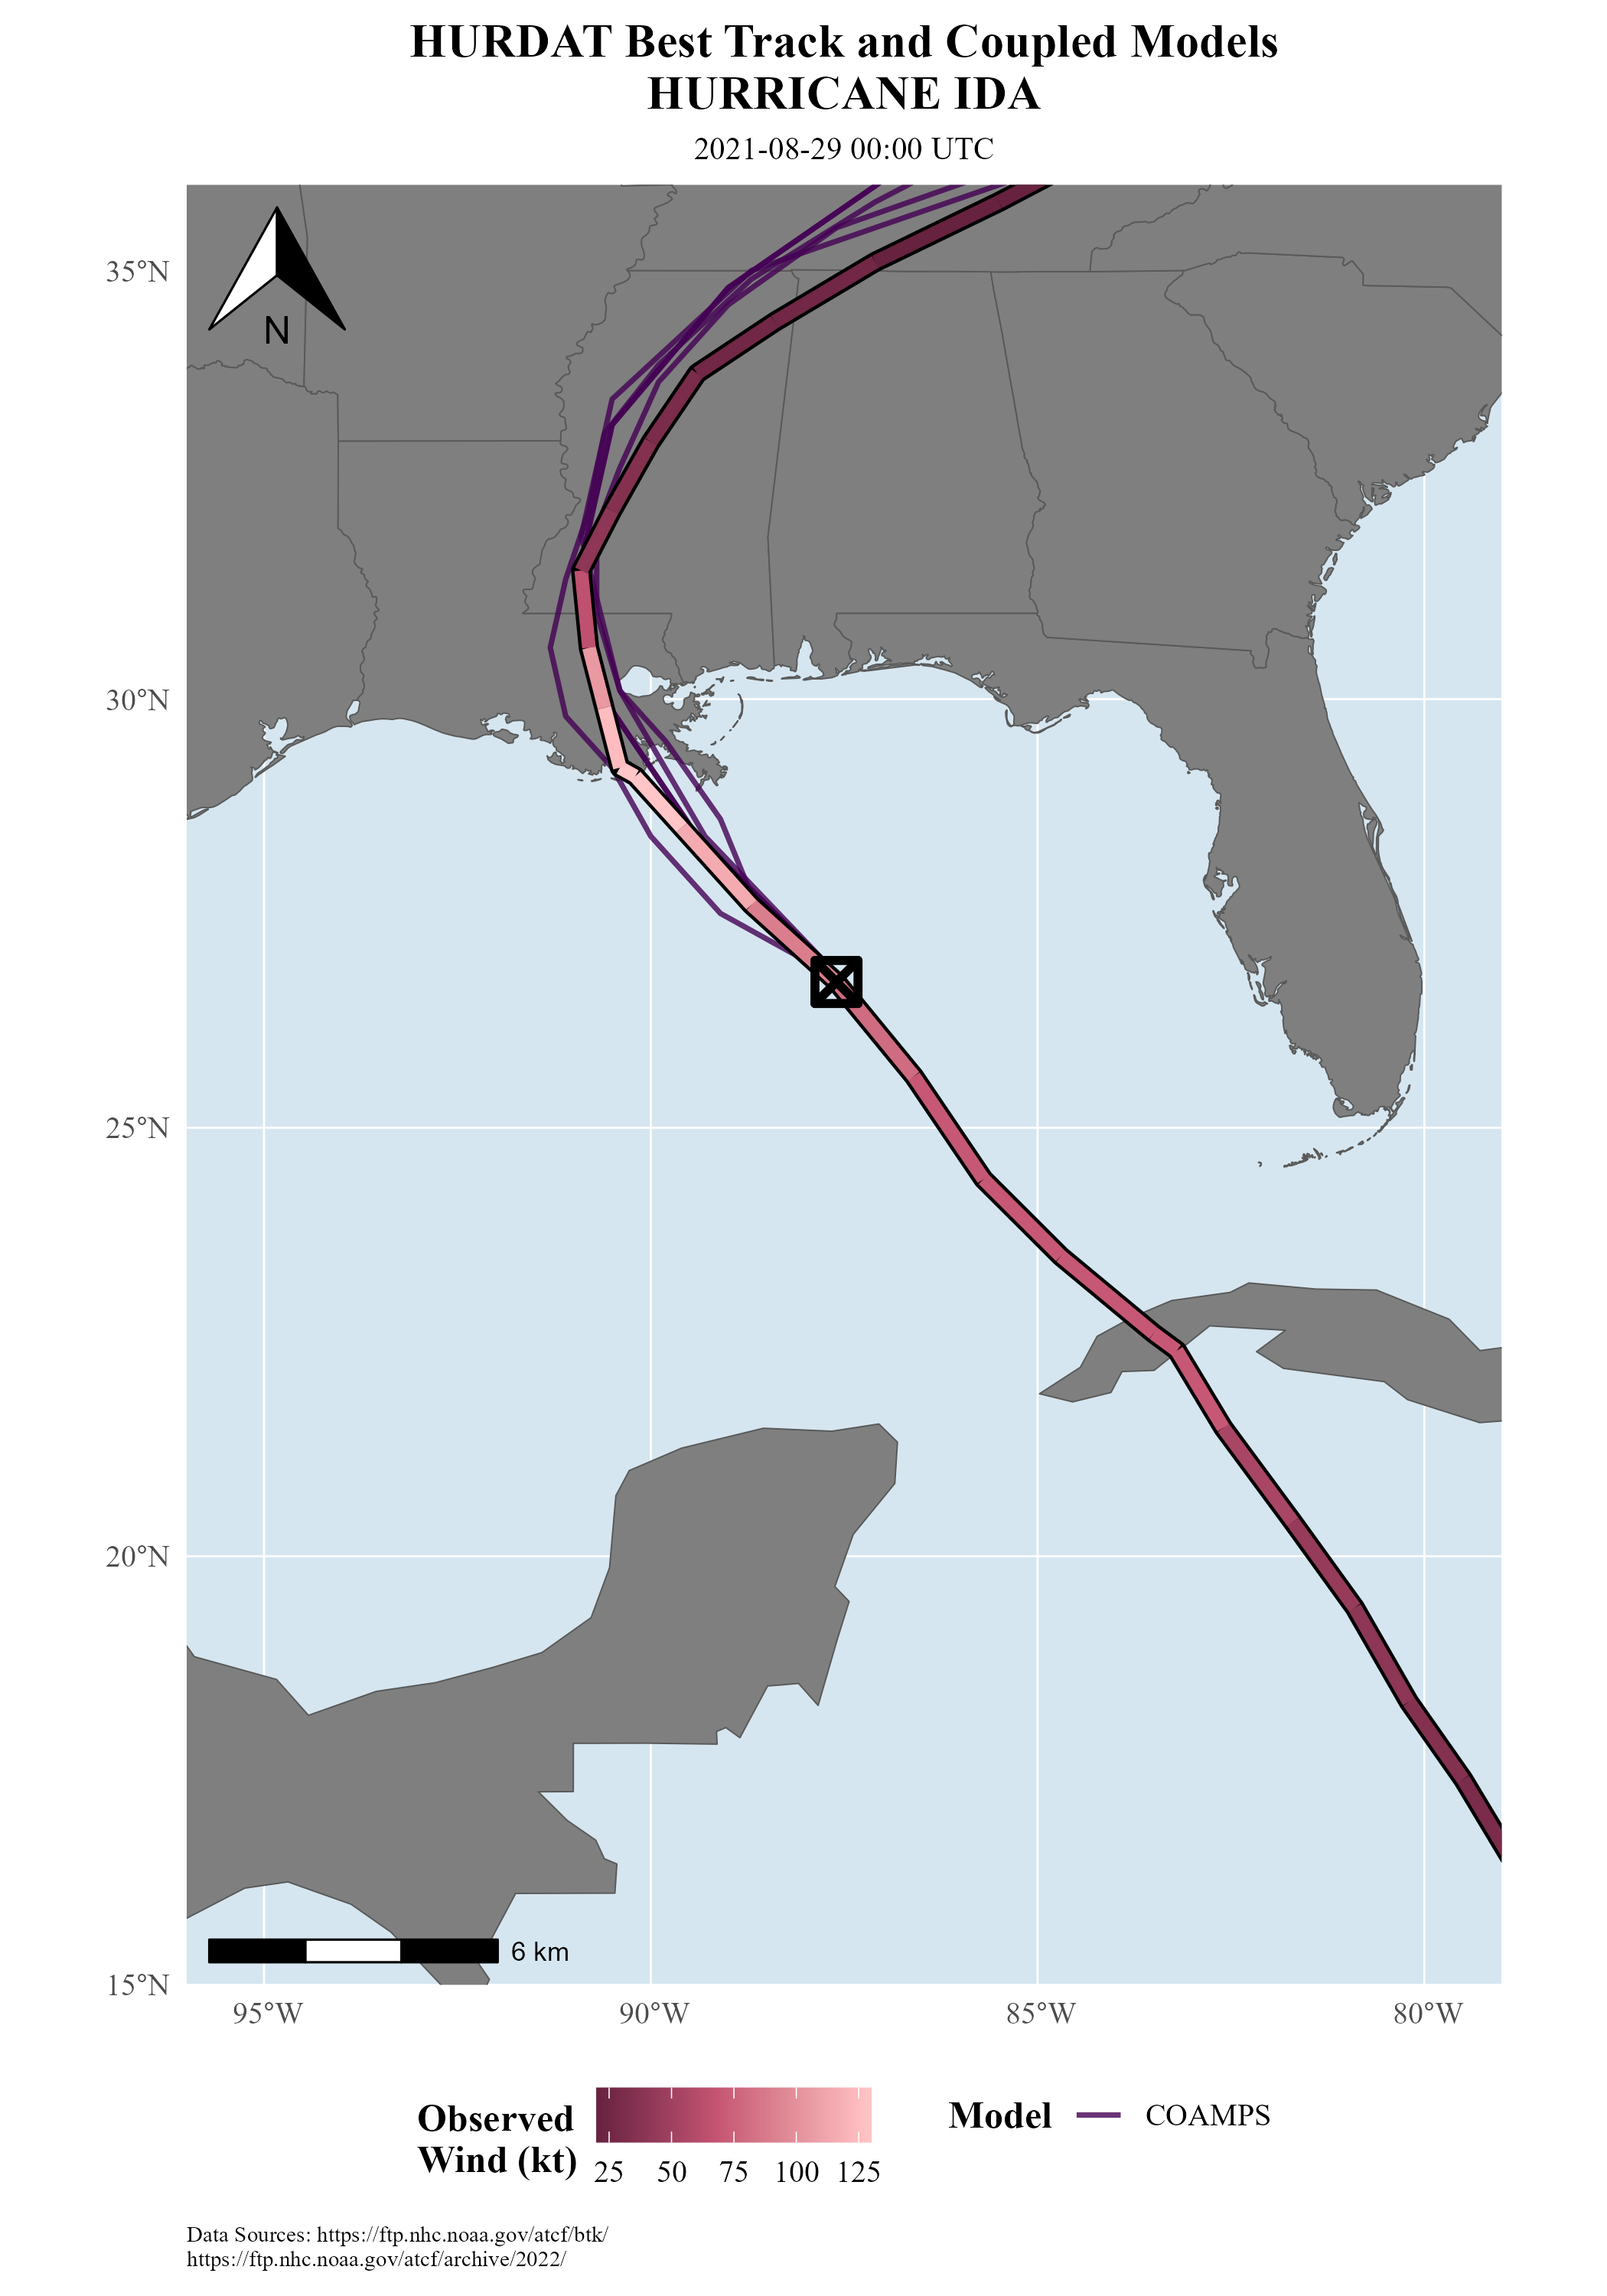 HURDAT Best Track and Coupled Models
HURRICANE IDA
2021-08-29 00:00 UTC
35°N
N
30°N
25°N
20°N
15°N
6 km
95°W
90°W
85°W
80°W
Observed
Wind (kt)
25
50
75
100
125
Model
COAMPS
Data Sources: https://ftp.nhc.noaa.gov/atcf/btk/
https://ftp.nhc.noaa.gov/atcf/archive/2022/